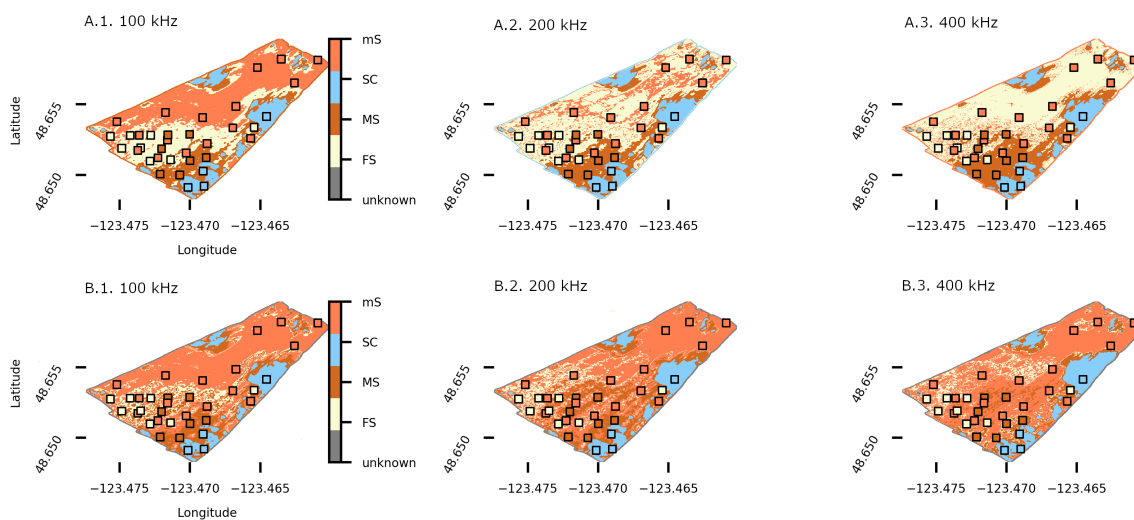 A.1. 100 kHz
A.2. 200 kHz
A.3. 400 kHz
mS
SC
MS
FS
unknown
Latitude
48.655
48.650
48.655
48.650
48.655
48.650
−123.475 −123.470 −123.465
−123.475 −123.470 −123.465
−123.475 −123.470 −123.465
Longitude
B.1. 100 kHz
B.2. 200 kHz
B.3. 400 kHz
mS
SC
MS
FS
unknown
Latitude
48.655
48.650
48.655
48.650
48.655
48.650
−123.475 −123.470 −123.465
−123.475 −123.470 −123.465
−123.475 −123.470 −123.465
Longitude